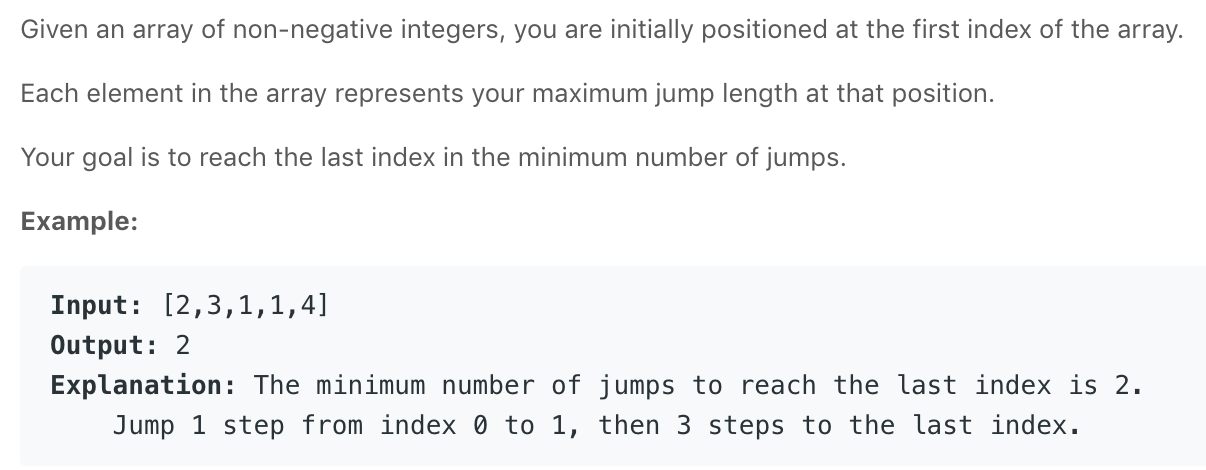 Given an array of non-negative integers, you are initially positioned at the first index of the array.
Each element in the array represents your maximum jump length at that position.
Your goal is to reach the last index in the minimum number of jumps.
Example:
Input: [2,3,1,1,4]
Output: 2
Explanation: The minimum number of jumps to reach the last index is 2.
    Jump 1 step from index 0 to 1, then 3 steps to the last index.